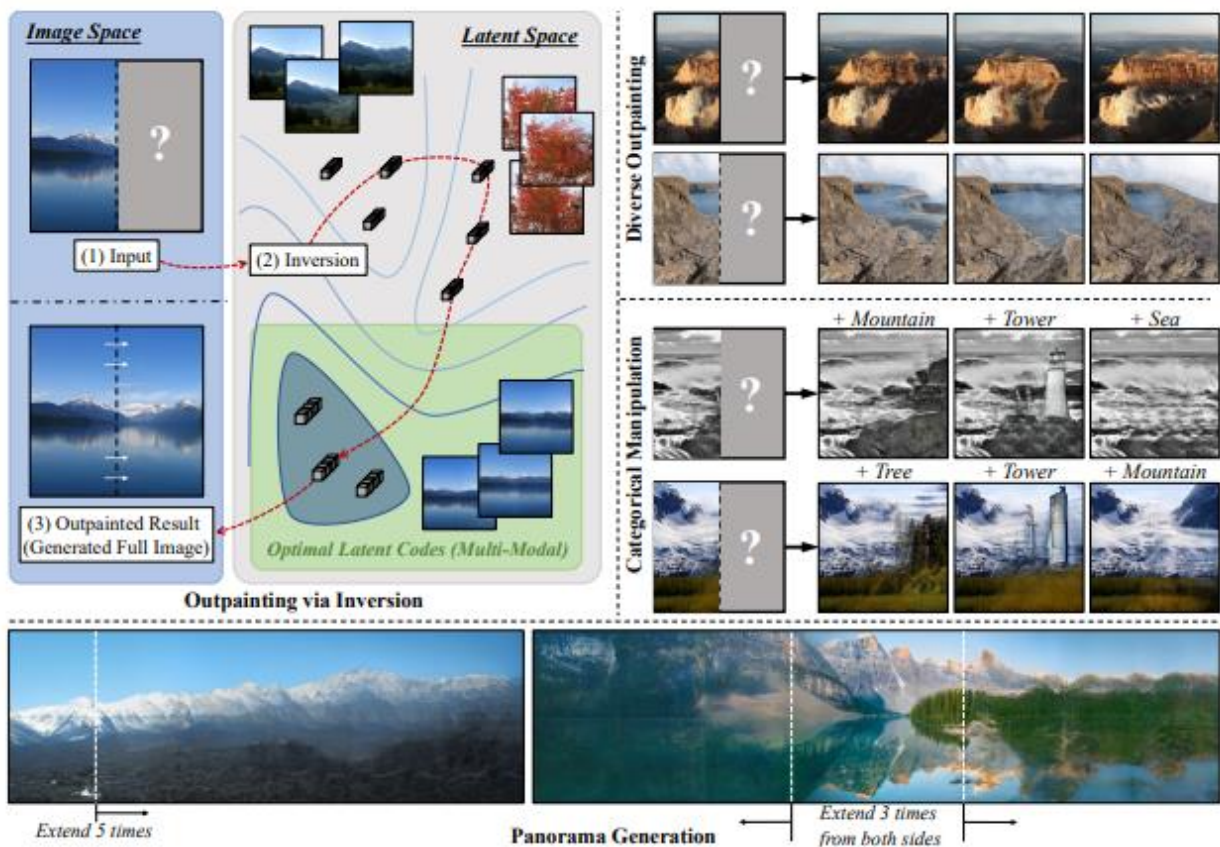 Image Space
Latent Space
?
(1) Input
(2) Inversion
(3) Outpainted Result
(Generated Full Image)
Optimal Latent Codes (Multi-Modal)
Outpainting via Inversion
Diverse Outpainting
?
?
Categorical Manipulation
+ Mountain
+ Tower
+ Sea
?
+ Tree
+ Tower
+ Mountain
?
Extend 5 times
Extend 3 times
from both sides
Panorama Generation